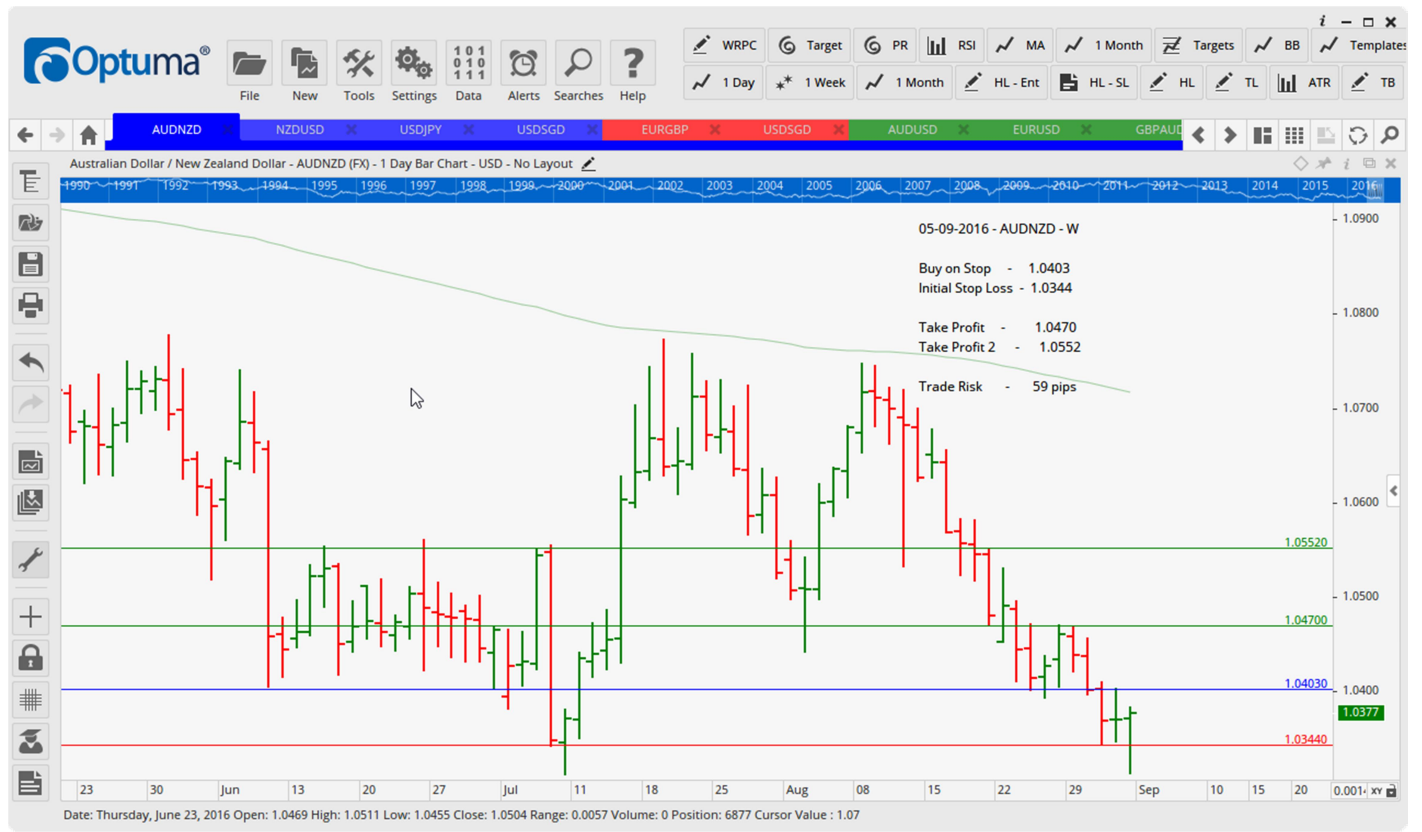 i
Optuma®
File New Tools Settings Data Alerts Searches Help
101
010
111
?
WRPC Target PR RSI MA 1 Month Targets BB Templates
1 Day 1 Week 1 Month HL - Ent HL - SL HL TL ATR TB
AUDNZD NZDUSD USDJPY USDSGD EURGBP USDSGD AUDUSD EURUSD GBPAUD
Australian Dollar / New Zealand Dollar - AUDNZD (FX) - 1 Day Bar Chart - USD - No Layout
1990 1991 1992 1993 1994 1995 1996 1997 1998 1999 2000 2001 2002 2003 2004 2005 2006 2007 2008 2009 2010 2011 2012 2013 2014 2015 2016
05-09-2016 - AUDNZD - W
Buy on Stop - 1.0403
Initial Stop Loss - 1.0344
Take Profit - 1.0470
Take Profit 2 - 1.0552
Trade Risk - 59 pips
1.0900
1.0800
1.0700
1.0600
1.05520
1.0500
1.04700
1.04030
1.0400
1.0377
1.03440
23 30 Jun 13 20 27 Jul 11 18 25 Aug 08 15 22 29 Sep 10 15 20 XY
Date: Thursday, June 23, 2016 Open: 1.0469 High: 1.0511 Low: 1.0455 Close: 1.0504 Range: 0.0057 Volume: 0 Position: 6877 Cursor Value : 1.07